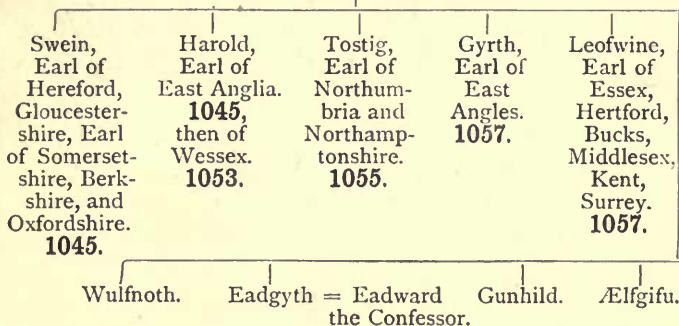 Swein,
Earl of
Hereford,
Gloucester-
shire, Earl
of Somerset-
shire, Berk-
shire, and
Oxfordshire.
1045.
Harold,
Earl of
East Anglia.
1045,
then of
Wessex.
1053.
Tostig,
Earl of
Northum-
bria and
Northamp-
tonshire.
1055.
Gyrth,
Earl of
East
Angles.
1057.
Leofwine,
Earl of
Essex,
Hertford,
Bucks,
Middlesex,
Kent,
Surrey.
1057.
Wulfnoth.
Eadgyth = Eadward
the Confessor.
Gunhild.
Ælfgifu.